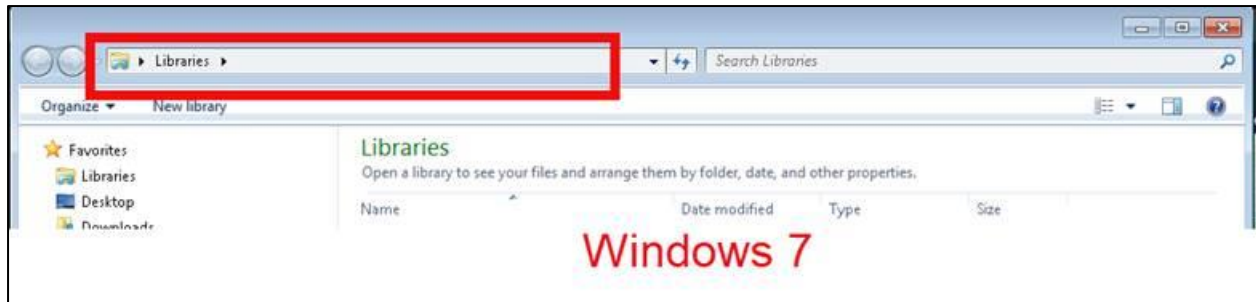 Libraries
Search Libraries
Organize
New library
Favorites
Libraries
Desktop
Downloads
Libraries
Open a library to see your files and arrange them by folder, date, and other properties.
Name Date modified Type Size
Windows 7